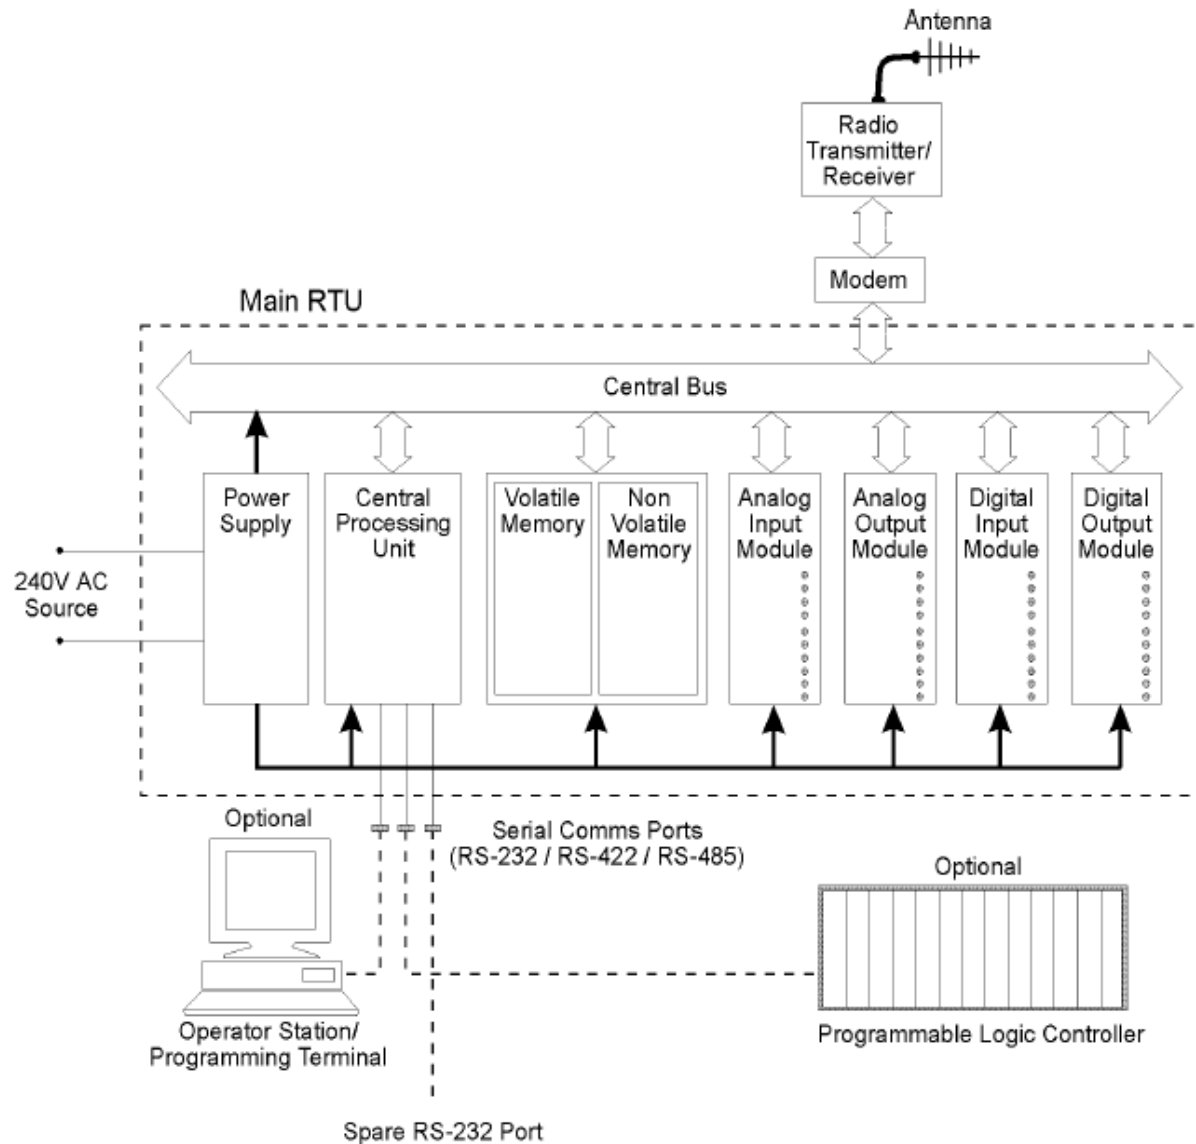 Antenna
Radio
Transmitter/
Receiver
Modem
Main RTU
Central Bus
Power
Supply
Central
Processing
Unit
Volatile
Memory
Non
Volatile
Memory
Analog
Input
Module
Analog
Output
Module
Digital
Input
Module
Digital
Output
Module
240V AC
Source
Optional
Serial Comms Ports
(RS-232 / RS-422 / RS-485)
Optional
Operator Station/
Programming Terminal
Programmable Logic Controller
Spare RS-232 Port